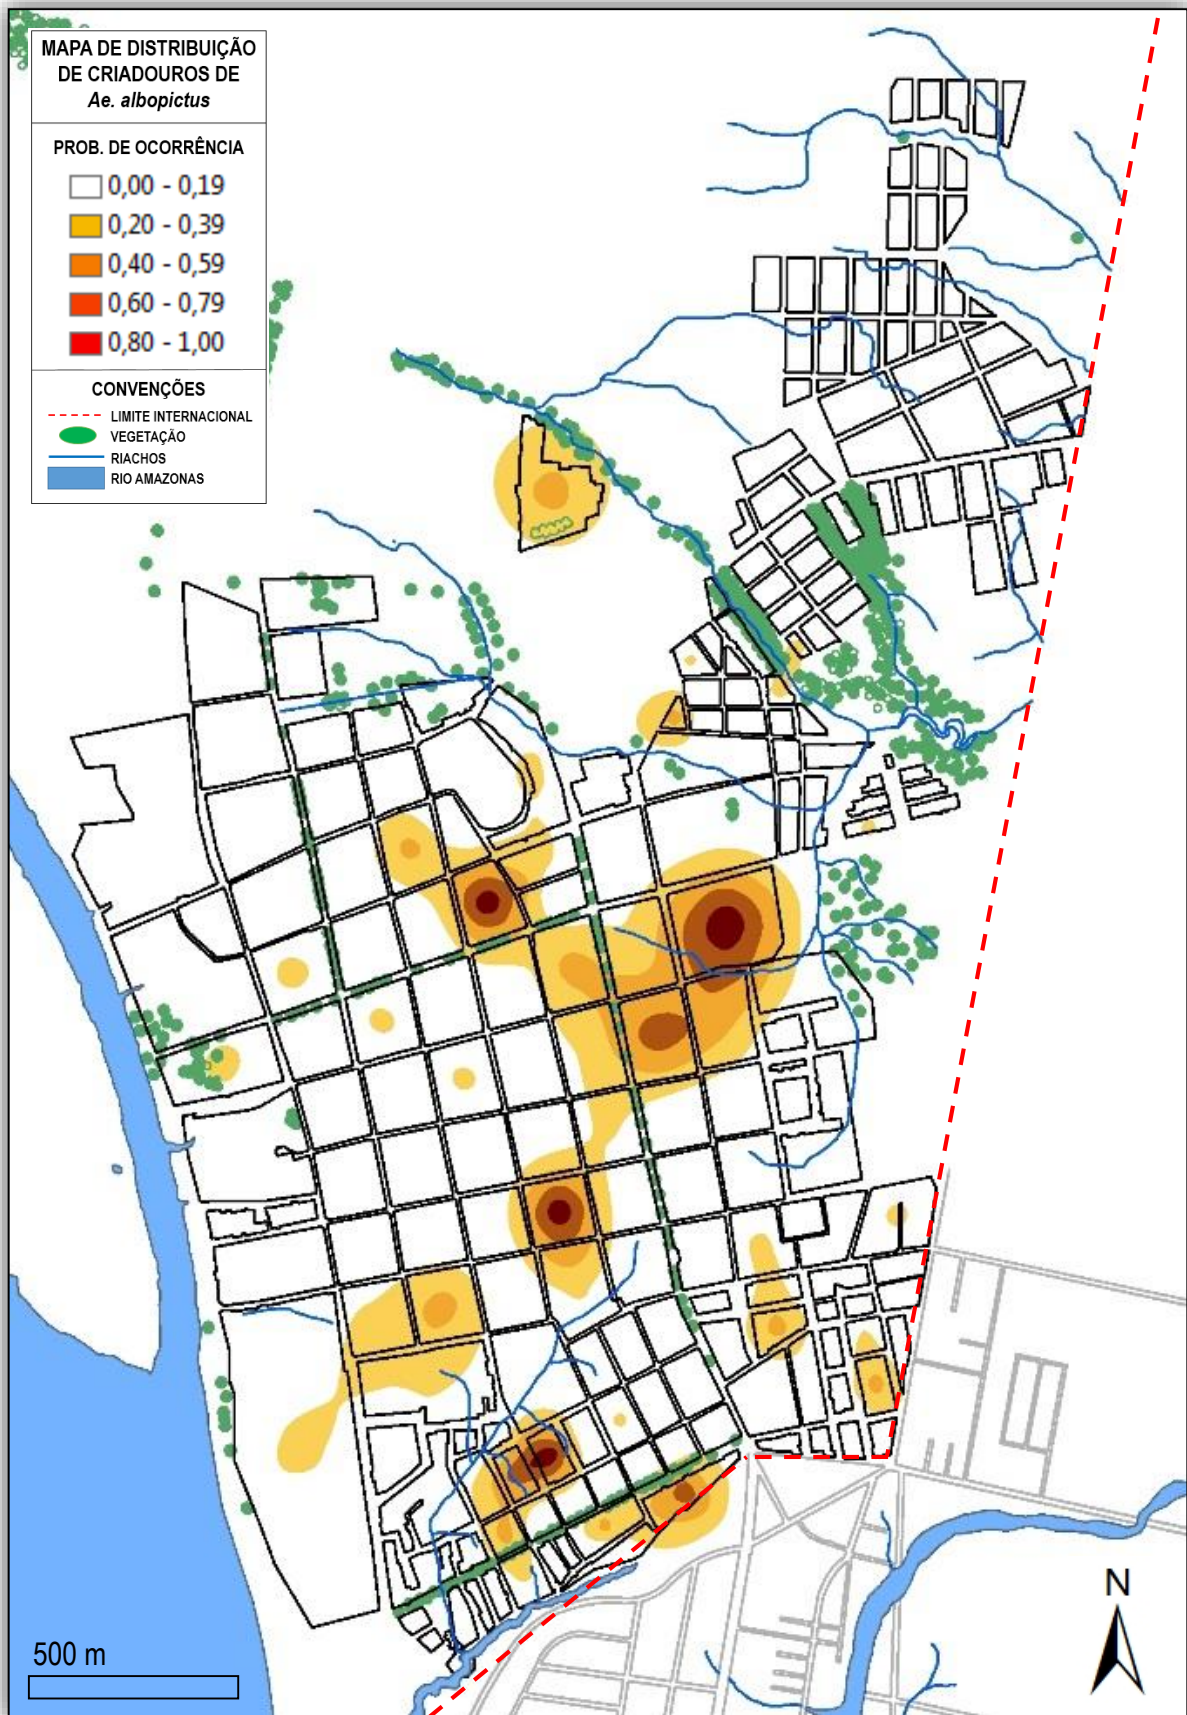 MAPA DE DISTRIBUIÇÃO
DE CRIADOUROS DE
Ae. albopictus
PROB. DE OCORRÊNCIA
0,00 - 0,19
0,20 - 0,39
0,40 - 0,59
0,60 - 0,79
0,80 - 1,00
CONVENÇÕES
LIMITE INTERNACIONAL
VEGETAÇÃO
RIACHOS
RIO AMAZONAS
N
500 m